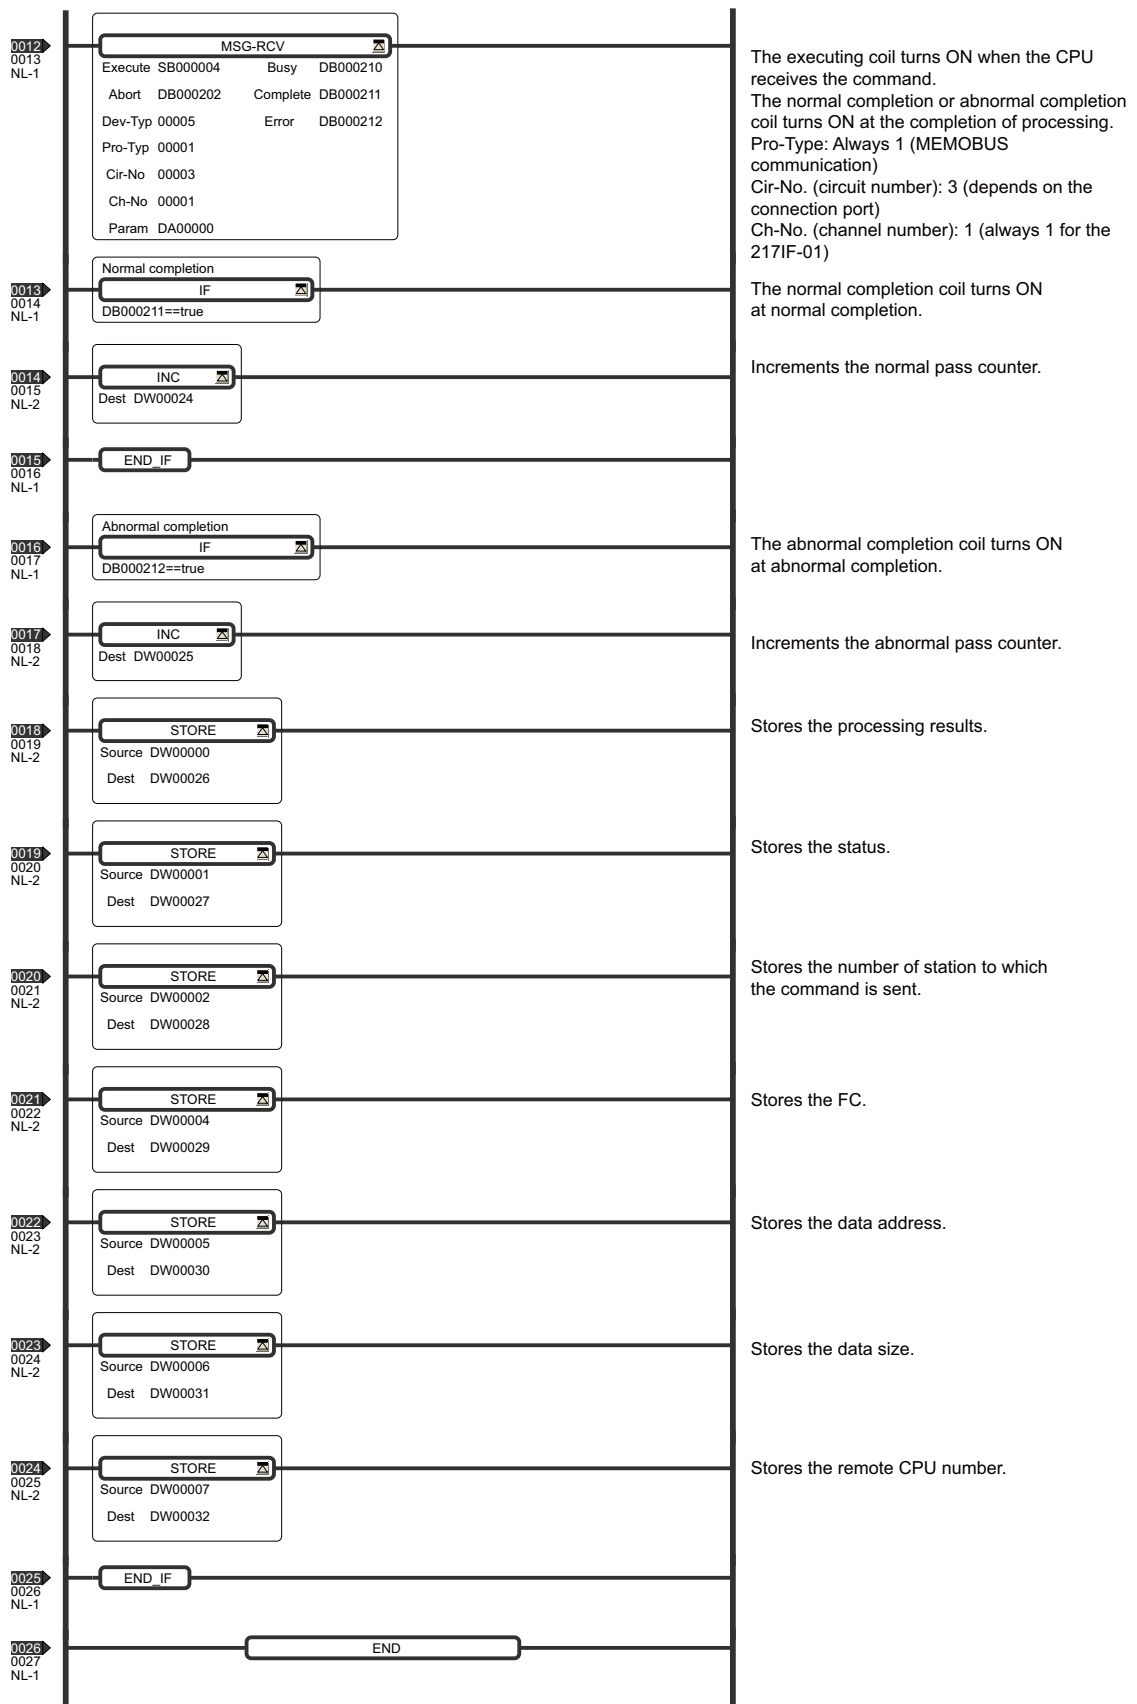 0012
0013
NL-1
MSG-RCV
Execute SB000004 Busy DB000210
Abort DB000202 Complete DB000211
Dev-Typ 00005 Error DB000212
Pro-Typ 00001
Cir-No 00003
Ch-No 00001
Param DA00000
The executing coil turns ON when the CPU
receives the command.
The normal completion or abnormal completion
coil turns ON at the completion of processing.
Pro-Type: Always 1 (MEMOBUS
communication)
Cir-No. (circuit number): 3 (depends on the
connection port)
Ch-No. (channel number): 1 (always 1 for the
217IF-01)
0013
0014
NL-1
Normal completion
IF
DB000211==true
The normal completion coil turns ON
at normal completion.
0014
0015
NL-2
INC
Dest DW00024
Increments the normal pass counter.
0015
0016
NL-1
END_IF
0016
0017
NL-1
Abnormal completion
IF
DB000212==true
The abnormal completion coil turns ON
at abnormal completion.
0017
0018
NL-2
INC
Dest DW00025
Increments the abnormal pass counter.
0018
0019
NL-2
STORE
Source DW00000
Dest DW00026
Stores the processing results.
0019
0020
NL-2
STORE
Source DW00001
Dest DW00027
Stores the status.
0020
0021
NL-2
STORE
Source DW00002
Dest DW00028
Stores the number of station to which
the command is sent.
0021
0022
NL-2
STORE
Source DW00004
Dest DW00029
Stores the FC.
0022
0023
NL-2
STORE
Source DW00005
Dest DW00030
Stores the data address.
0023
0024
NL-2
STORE
Source DW00006
Dest DW00031
Stores the data size.
0024
0025
NL-2
STORE
Source DW00007
Dest DW00032
Stores the remote CPU number.
0025
0026
NL-1
END_IF
0026
0027
NL-1
END